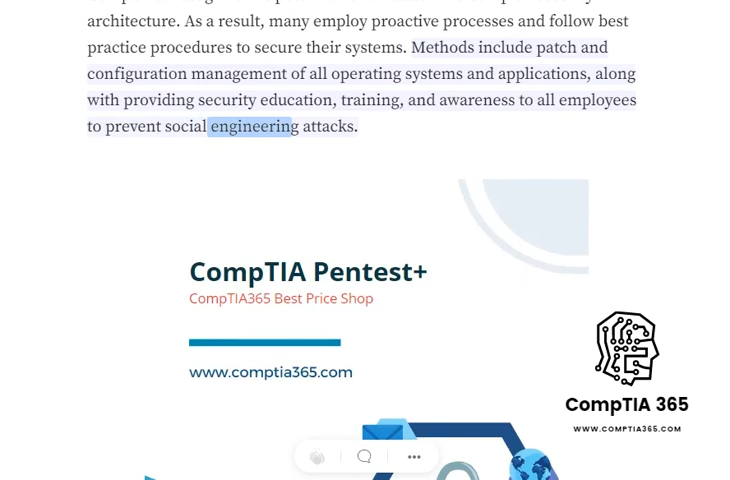 architecture. As a result, many employ proactive processes and follow best
practice procedures to secure their systems. Methods include patch and
configuration management of all operating systems and applications, along
with providing security education, training, and awareness to all employees
to prevent social engineering attacks.
CompTIA Pentest+
CompTIA365 Best Price Shop
www.comptia365.com
CompTIA 365
WWW.COMPTIA365.COM